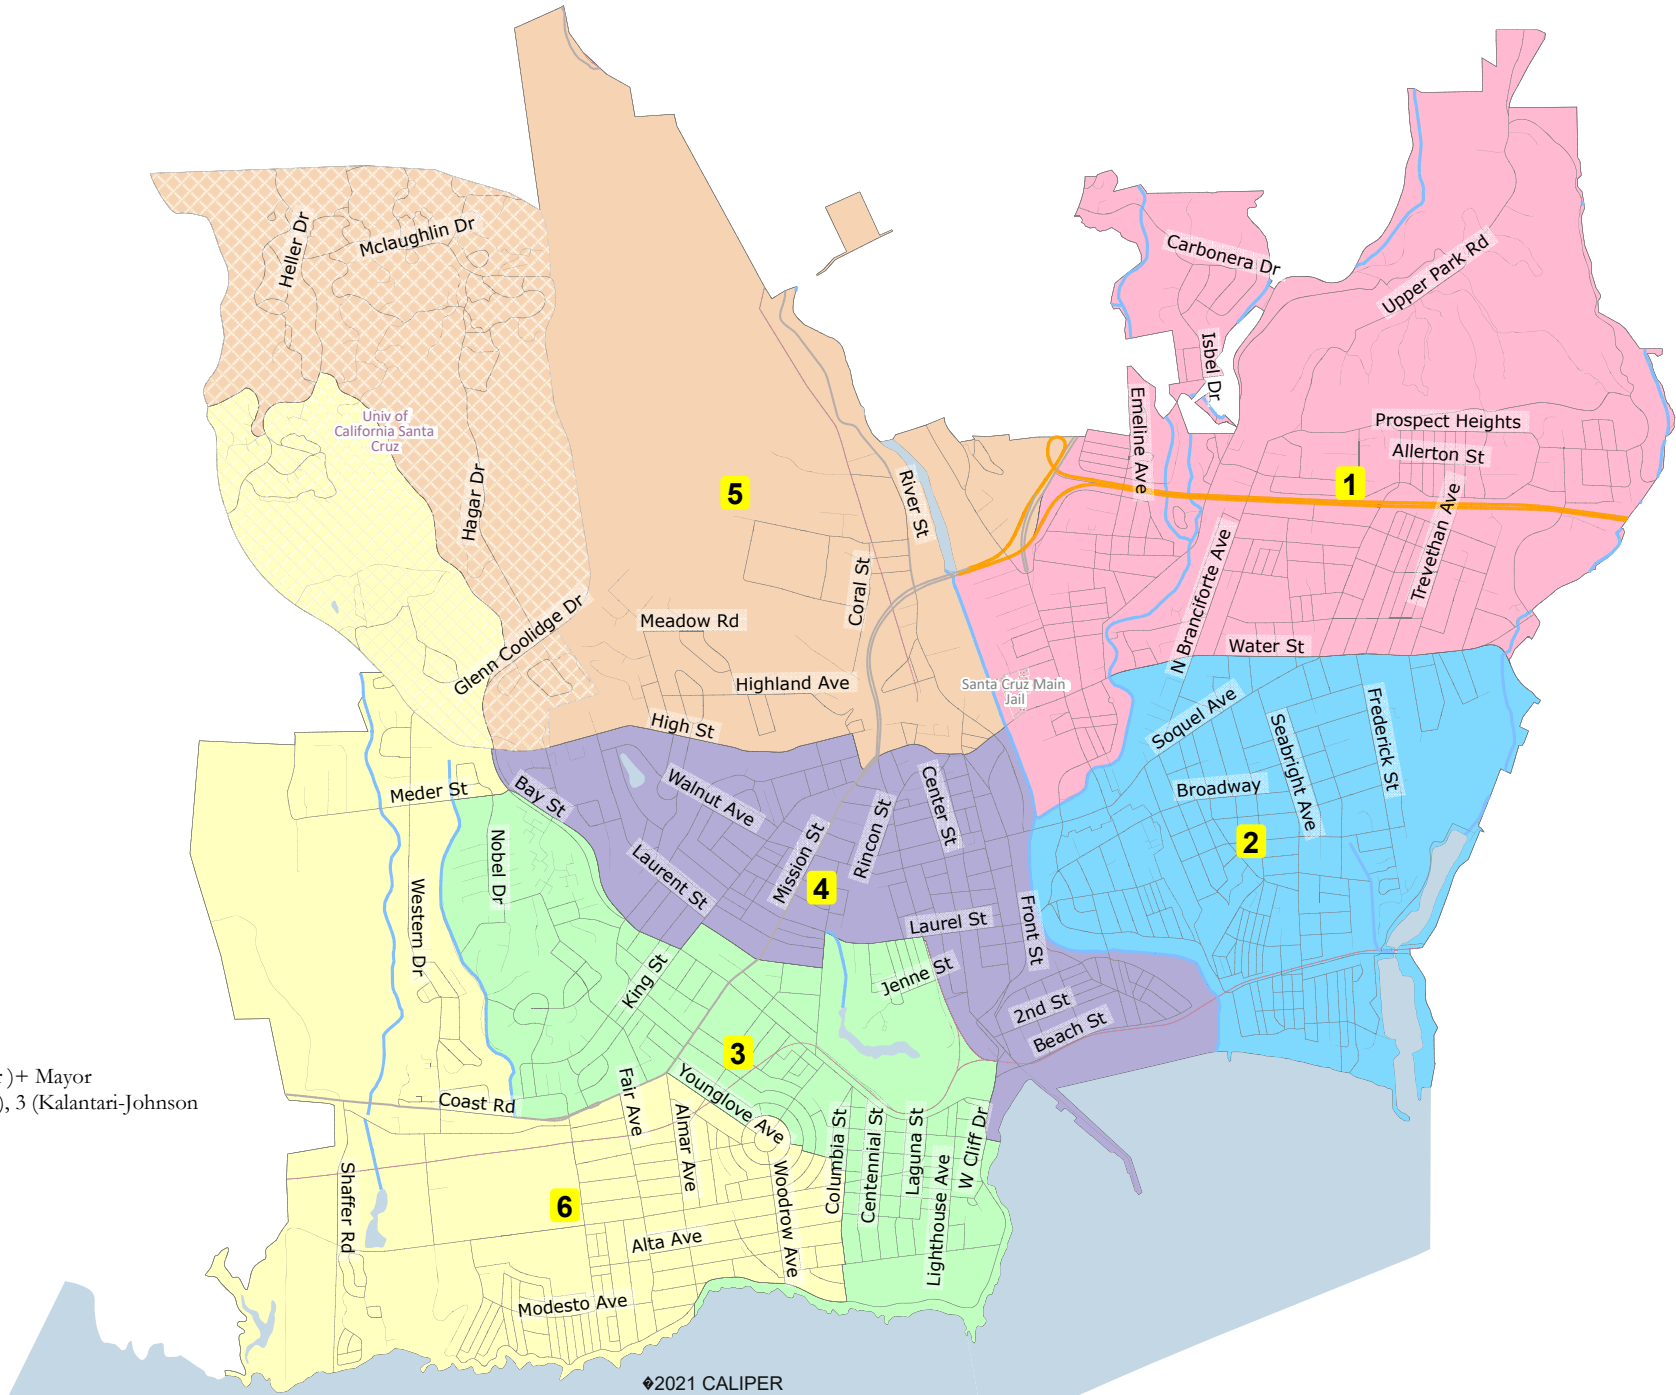 Heller Dr
Mclaughlin Dr
Carbonera Dr
Upper Park Rd
Isbel Dr
Emeline Ave
Prospect Heights
Allerton St
Univ of
California Santa
Cruz
Hagar Dr
5
River St
1
Trevethan Ave
Coral St
N Branciforte Ave
Glenn Coolidge Dr
Meadow Rd
Water St
Highland Ave
Santa Cruz Main
Jail
High St
Soquel Ave
Seabright Ave
Frederick St
Meder St
Bay St
Walnut Ave
Center St
Broadway
Nobel Dr
Mission St
Rincon St
2
Laurent St
4
Western Dr
Laurel St
Front St
King St
Jenne St
2nd St
Beach St
3
r )+ Mayor
), 3 (Kalantari-Johnson
Coast Rd
Fair Ave
Younglove Ave
Almar Ave
Columbia St
Centennial St
Laguna St
W Cliff Dr
Lighthouse Ave
Woodrow Ave
Shaffer Rd
6
Alta Ave
Modesto Ave
�2021 CALIPER